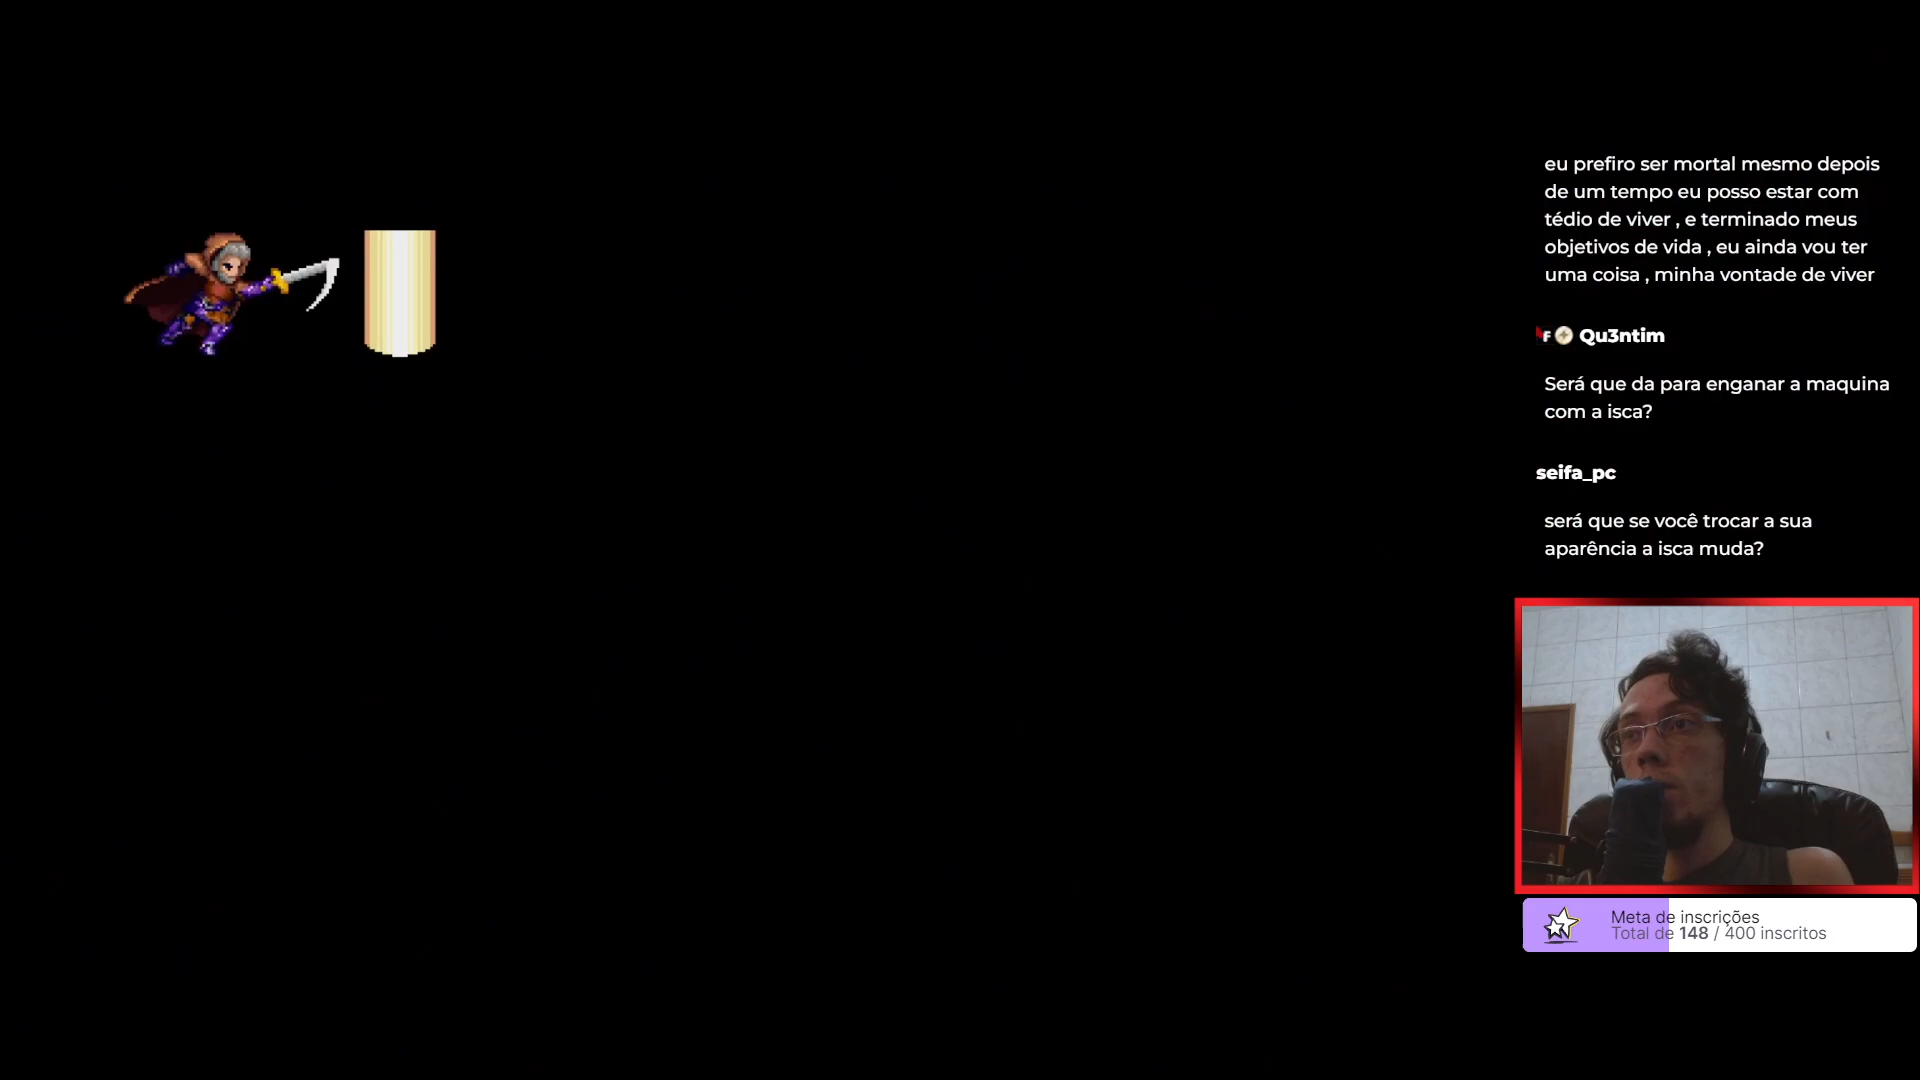 eu prefiro ser mortal mesmo depois
de um tempo eu posso estar com
tédio de viver , e terminado meus
objetivos de vida , eu ainda vou ter
uma coisa , minha vontade de viver
F Qu3ntim
Será que da para enganar a maquina
com a isca?
seifa_pc
será que se você trocar a sua
aparência a isca muda?
Meta de inscrições
Total de 148 / 400 inscritos